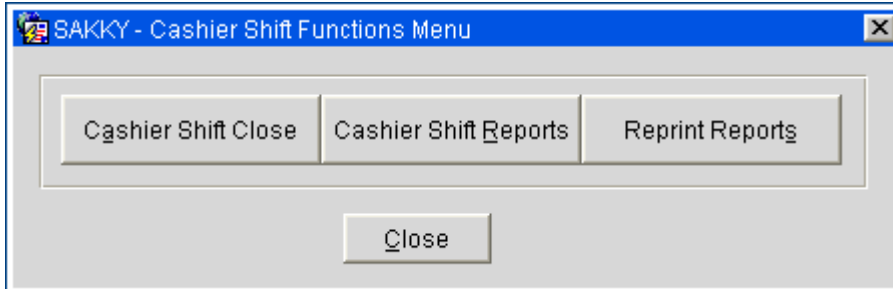 SAKKY - Cashier Shift Functions Menu
Cashier Shift Close Cashier Shift Reports Reprint Reports
Close